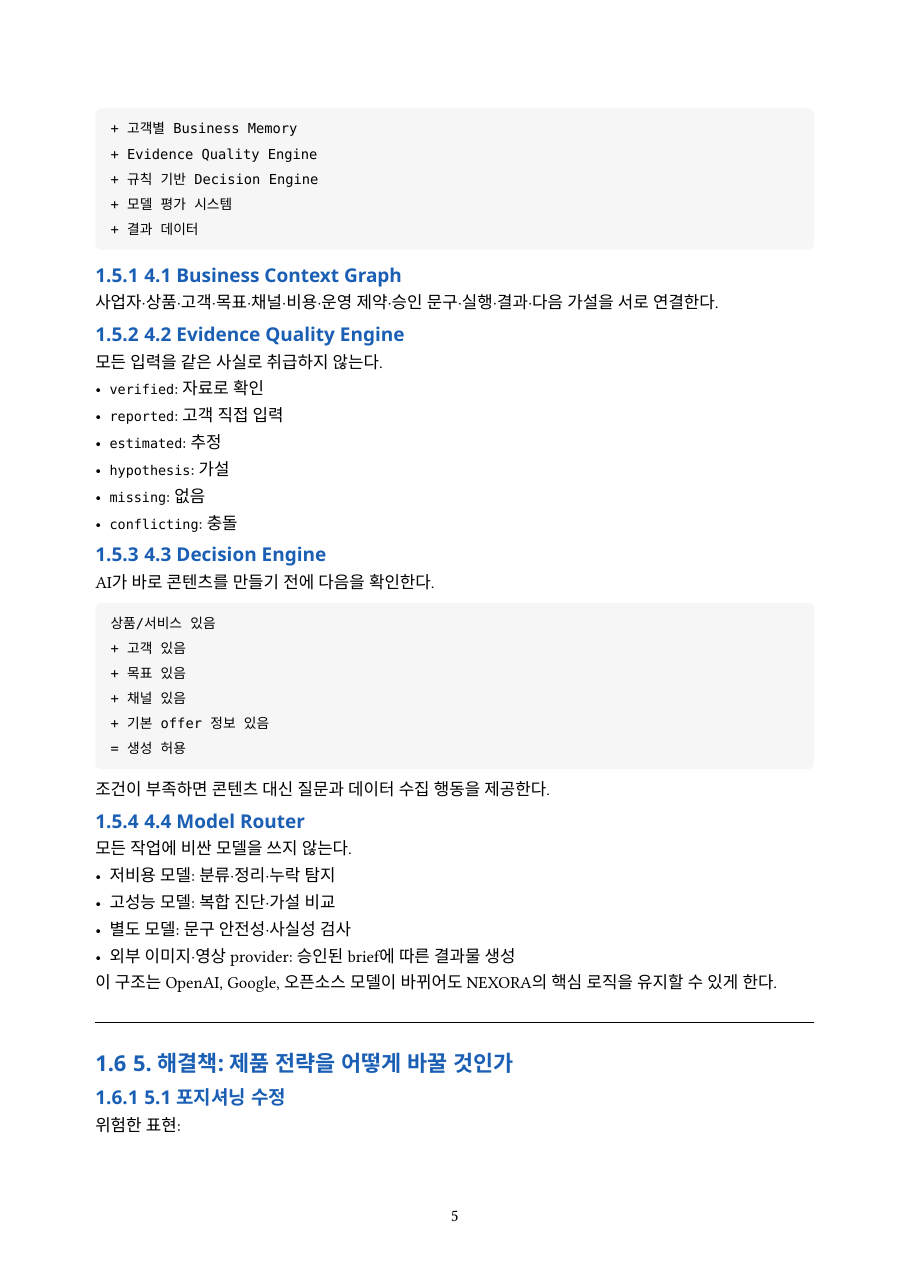 + 고객별 Business Memory
+ Evidence Quality Engine
+ 규칙 기반 Decision Engine
+ 모델 평가 시스템
+ 결과 데이터
1.5.1 4.1 Business Context Graph
사업자·상품·고객·목표·채널·비용·운영 제약·승인 문구·실행·결과·다음 가설을 서로 연결한다.
1.5.2 4.2 Evidence Quality Engine
모든 입력을 같은 사실로 취급하지 않는다.
• verified: 자료로 확인
• reported: 고객 직접 입력
• estimated: 추정
• hypothesis: 가설
• missing: 없음
• conflicting: 충돌
1.5.3 4.3 Decision Engine
AI가 바로 콘텐츠를 만들기 전에 다음을 확인한다.
상품/서비스 있음
+ 고객 있음
+ 목표 있음
+ 채널 있음
+ 기본 offer 정보 있음
= 생성 허용
조건이 부족하면 콘텐츠 대신 질문과 데이터 수집 행동을 제공한다.
1.5.4 4.4 Model Router
모든 작업에 비싼 모델을 쓰지 않는다.
• 저비용 모델: 분류·정리·누락 탐지
• 고성능 모델: 복합 진단·가설 비교
• 별도 모델: 문구 안전성·사실성 검사
• 외부 이미지·영상 provider: 승인된 brief에 따른 결과물 생성
이 구조는 OpenAI, Google, 오픈소스 모델이 바뀌어도 NEXORA의 핵심 로직을 유지할 수 있게 한다.
1.6 5. 해결책: 제품 전략을 어떻게 바꿀 것인가
1.6.1 5.1 포지셔닝 수정
위험한 표현:
5